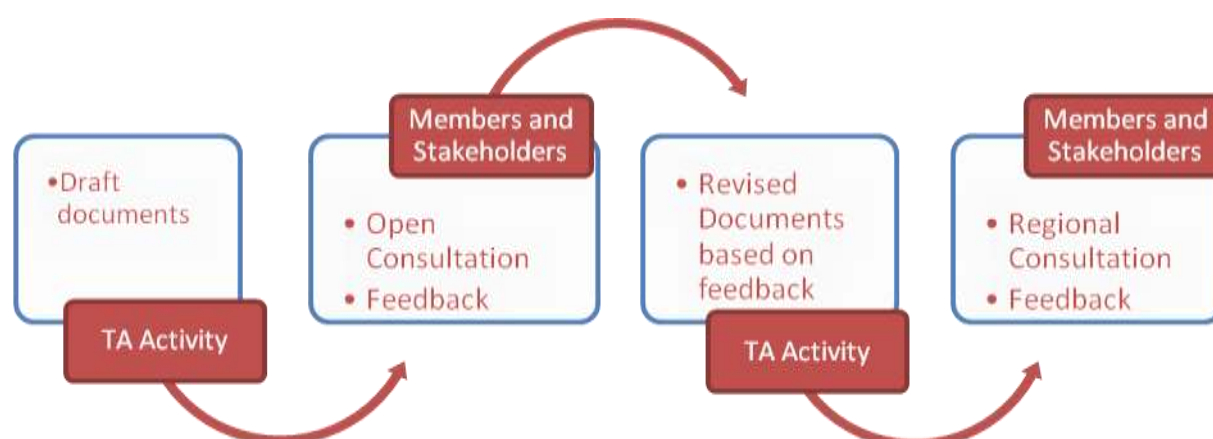 •Draft
documents
TA Activity
Members and
Stakeholders
• Open
Consultation
• Feedback
• Revised
Documents
based on
feedback
TA Activity
Members and
Stakeholders
• Regional
Consultation
• Feedback